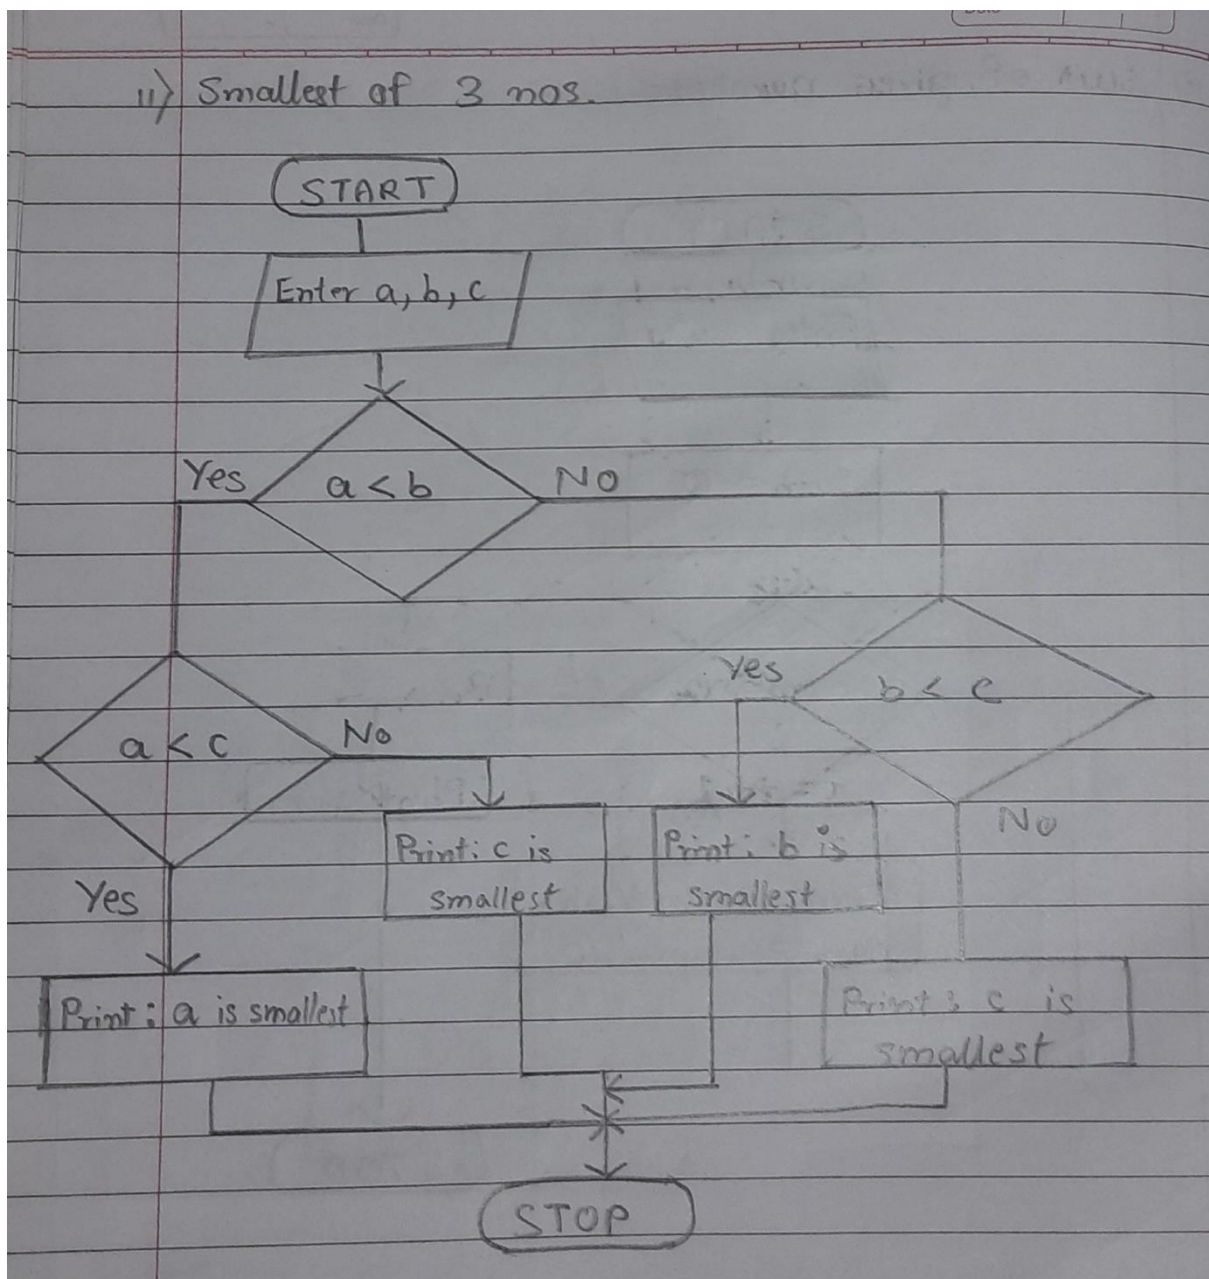 11) Smallest of 3 nos.
START
Enter a, b, c
Yes
a < b
NO
Yes
b < c
a < c
No
No
Print: c is
smallest
Print: b is
smallest
Yes
Print: a is smallest
Print: c is
smallest
STOP